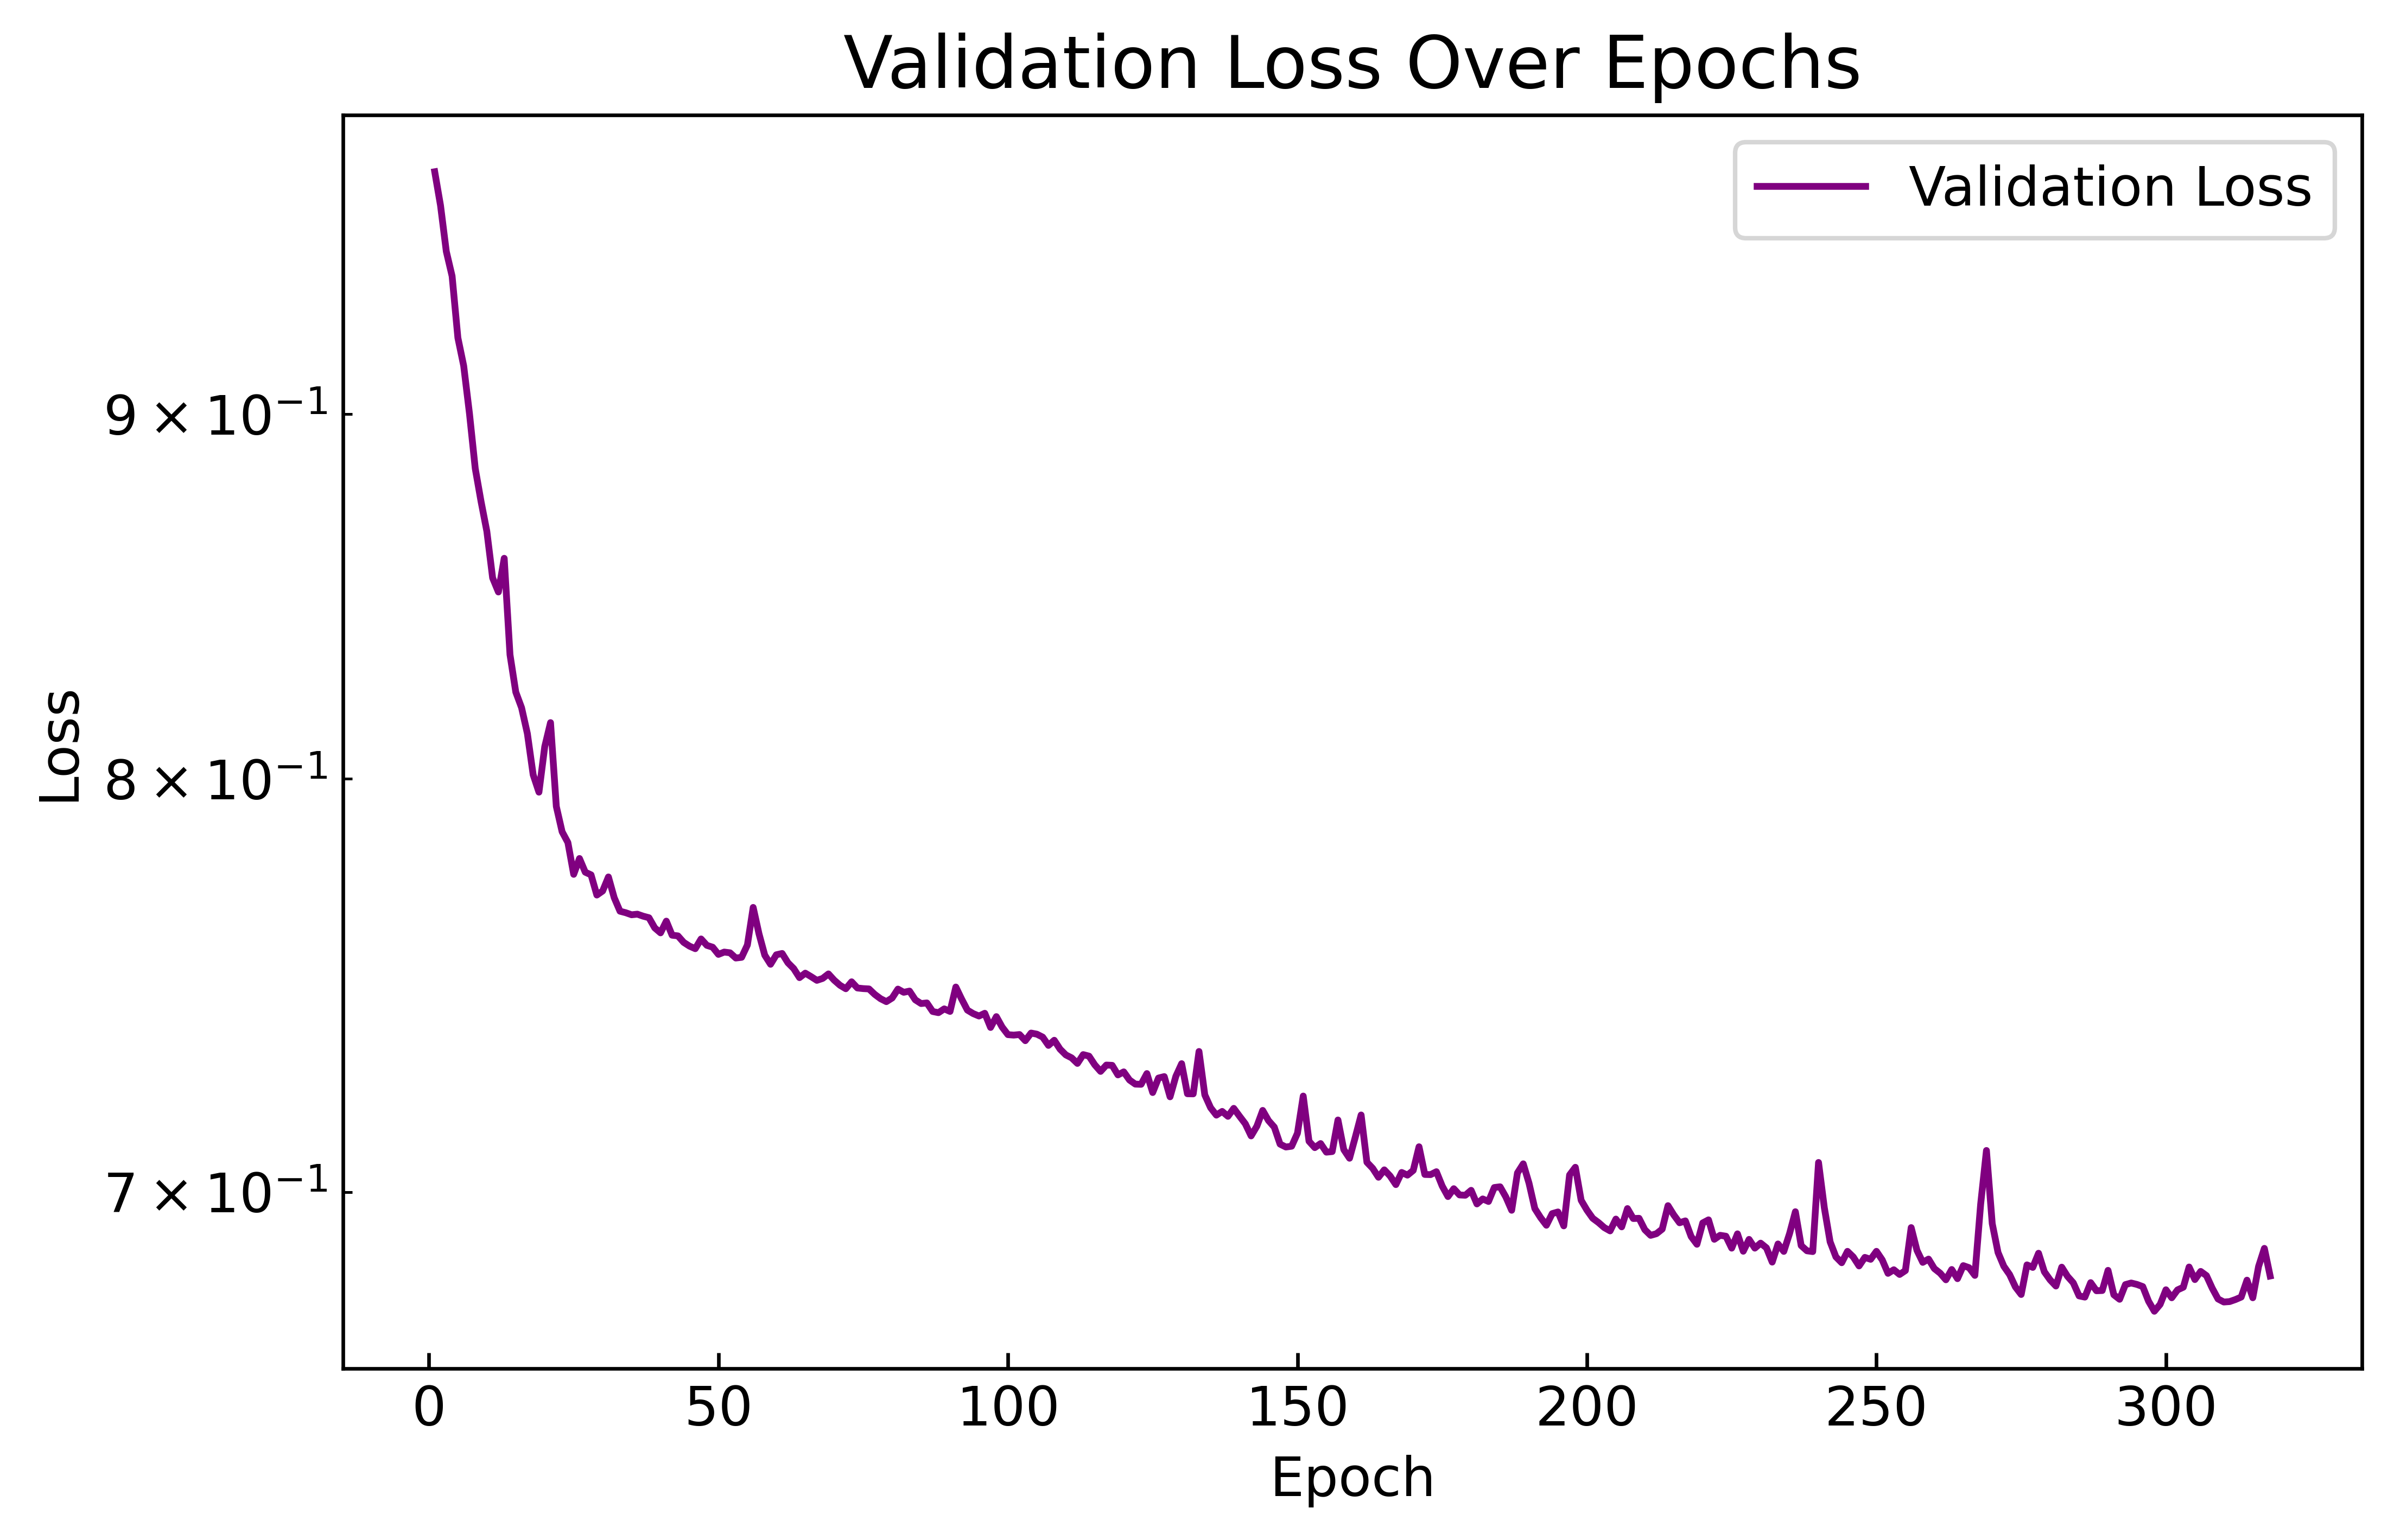 Validation Loss Over Epochs
Validation Loss
9 × 10⁻¹
8 × 10⁻¹
7 × 10⁻¹
Loss
0 50 100 150 200 250 300
Epoch